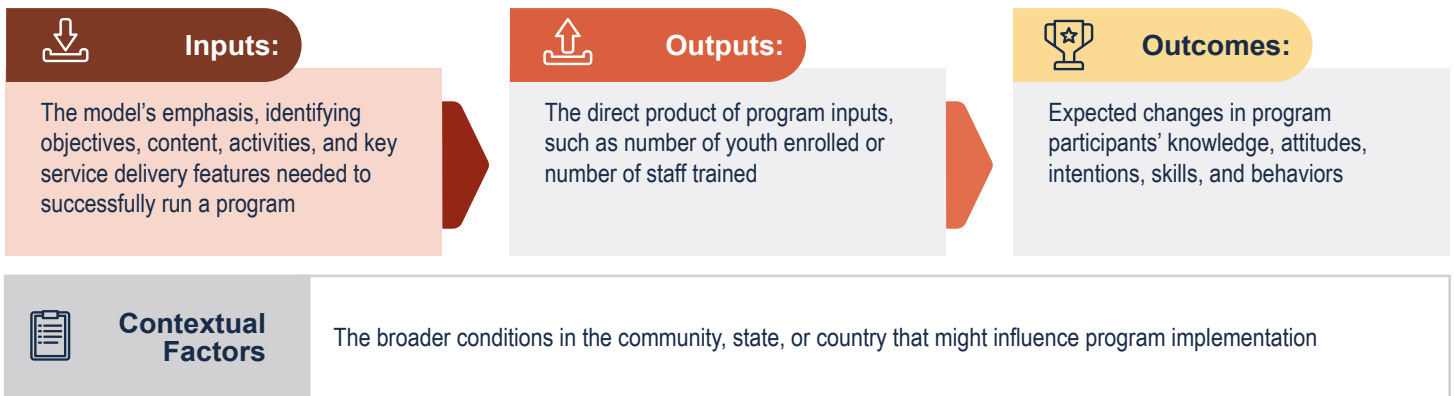 Inputs:
The model’s emphasis, identifying
objectives, content, activities, and key
service delivery features needed to
successfully run a program
Outputs:
The direct product of program inputs,
such as number of youth enrolled or
number of staff trained
Outcomes:
Expected changes in program
participants’ knowledge, attitudes,
intentions, skills, and behaviors
Contextual
Factors
The broader conditions in the community, state, or country that might influence program implementation